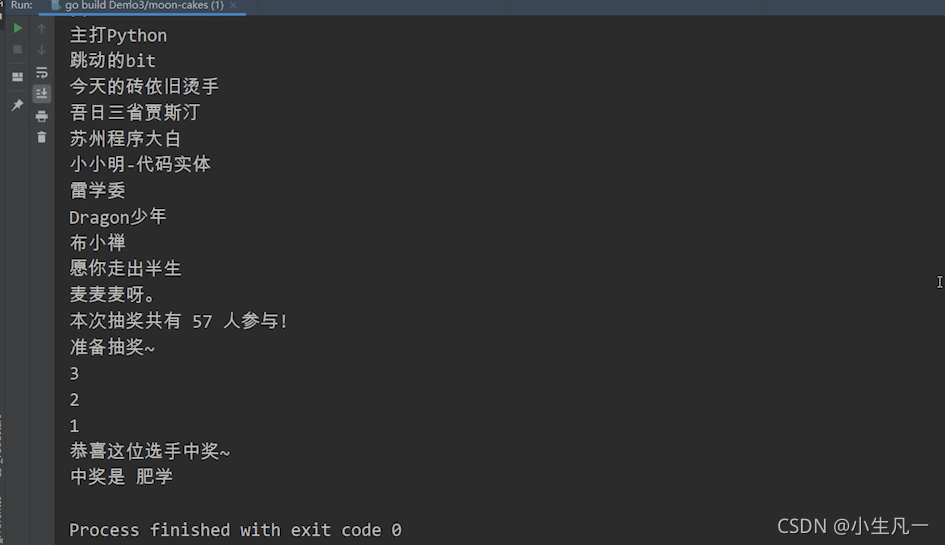 Run: go build Demo3/moon-cakes (1) ×
主打Python
跳动的bit
今天的砖依旧烫手
吾日三省贾斯汀
苏州程序大白
小小明-代码实体
雷学委
Dragon少年
布小禅
愿你走出半生
麦麦麦呀。
本次抽奖共有 57 人参与!
准备抽奖~
3
2
1
恭喜这位选手中奖~
中奖是 肥学
Process finished with exit code 0
CSDN @小生凡一